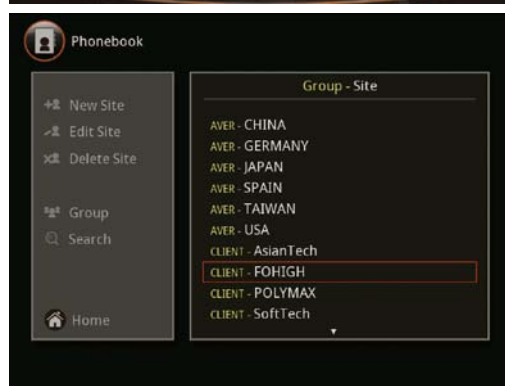 Phonebook
New Site
Edit Site
Delete Site
Group
Search
Home
Group - Site
AVER - CHINA
AVER - GERMANY
AVER - JAPAN
AVER - SPAIN
AVER - TAIWAN
AVER - USA
CLIENT - AsianTech
CLIENT - FOHIGH
CLIENT - POLYMAX
CLIENT - SoftTech